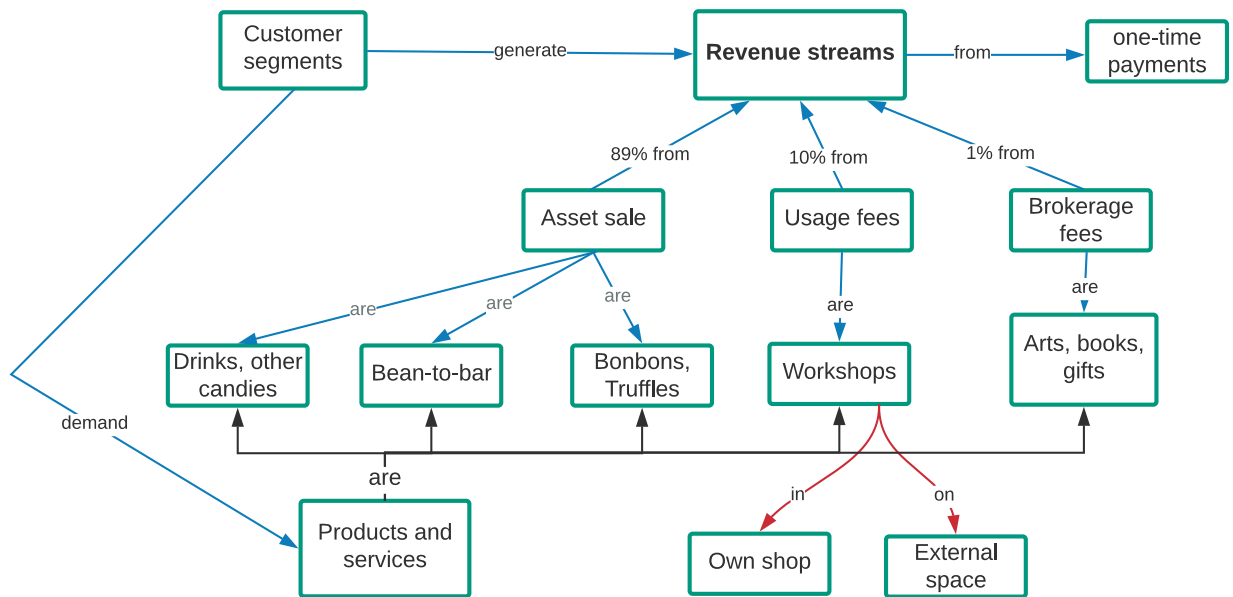 Customer
segments
generate
Revenue streams
from
one-time
payments
89% from
10% from
1% from
Asset sale
Usage fees
Brokerage
fees
are
are
are
are
are
Drinks, other
candies
Bean-to-bar
Bonbons,
Truffles
Workshops
Arts, books,
gifts
demand
are
in
on
Products and
services
Own shop
External
space